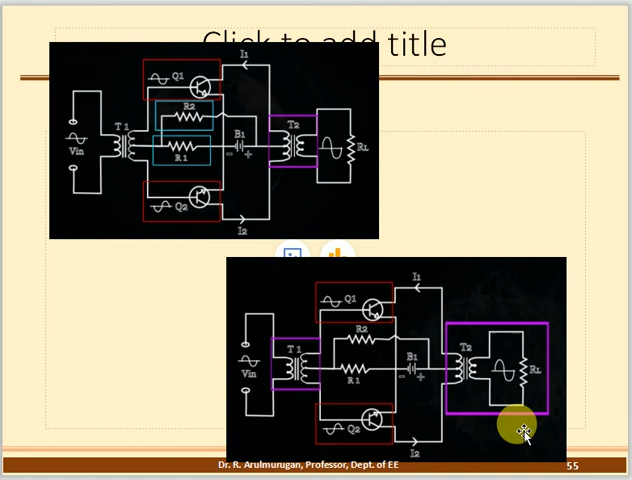 Click to add title
I1
Q1
R2
T1
T2
Vin
B1
RL
R1
Q2
I2
I1
Q1
R2
T1
T2
B1
RL
Vin
R1
Q2
I2
Dr. R. Arulmurugan, Professor, Dept. of EE
55